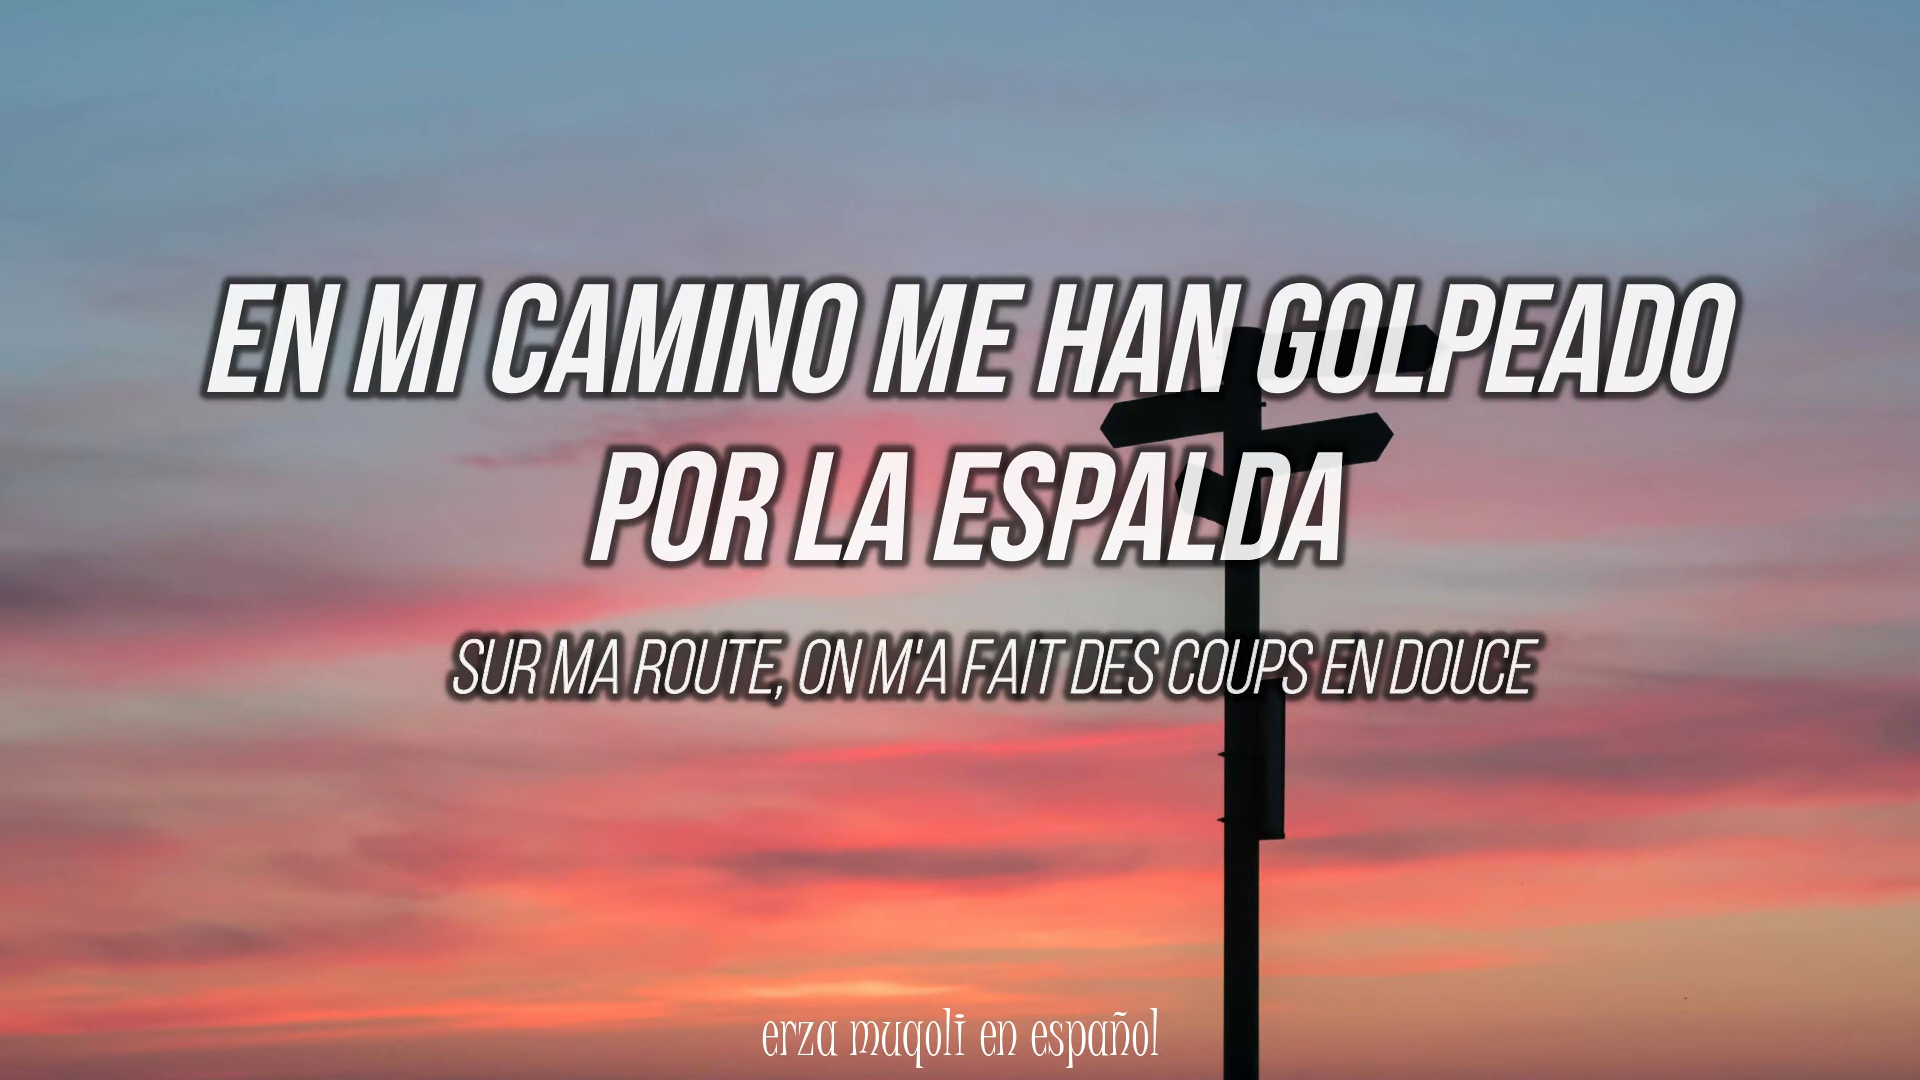 EN MI CAMINO ME HAN GOLPEADO
POR LA ESPALDA
SUR MA ROUTE, ON M'A FAIT DES COUPS EN DOUCE
erza muqoli en español